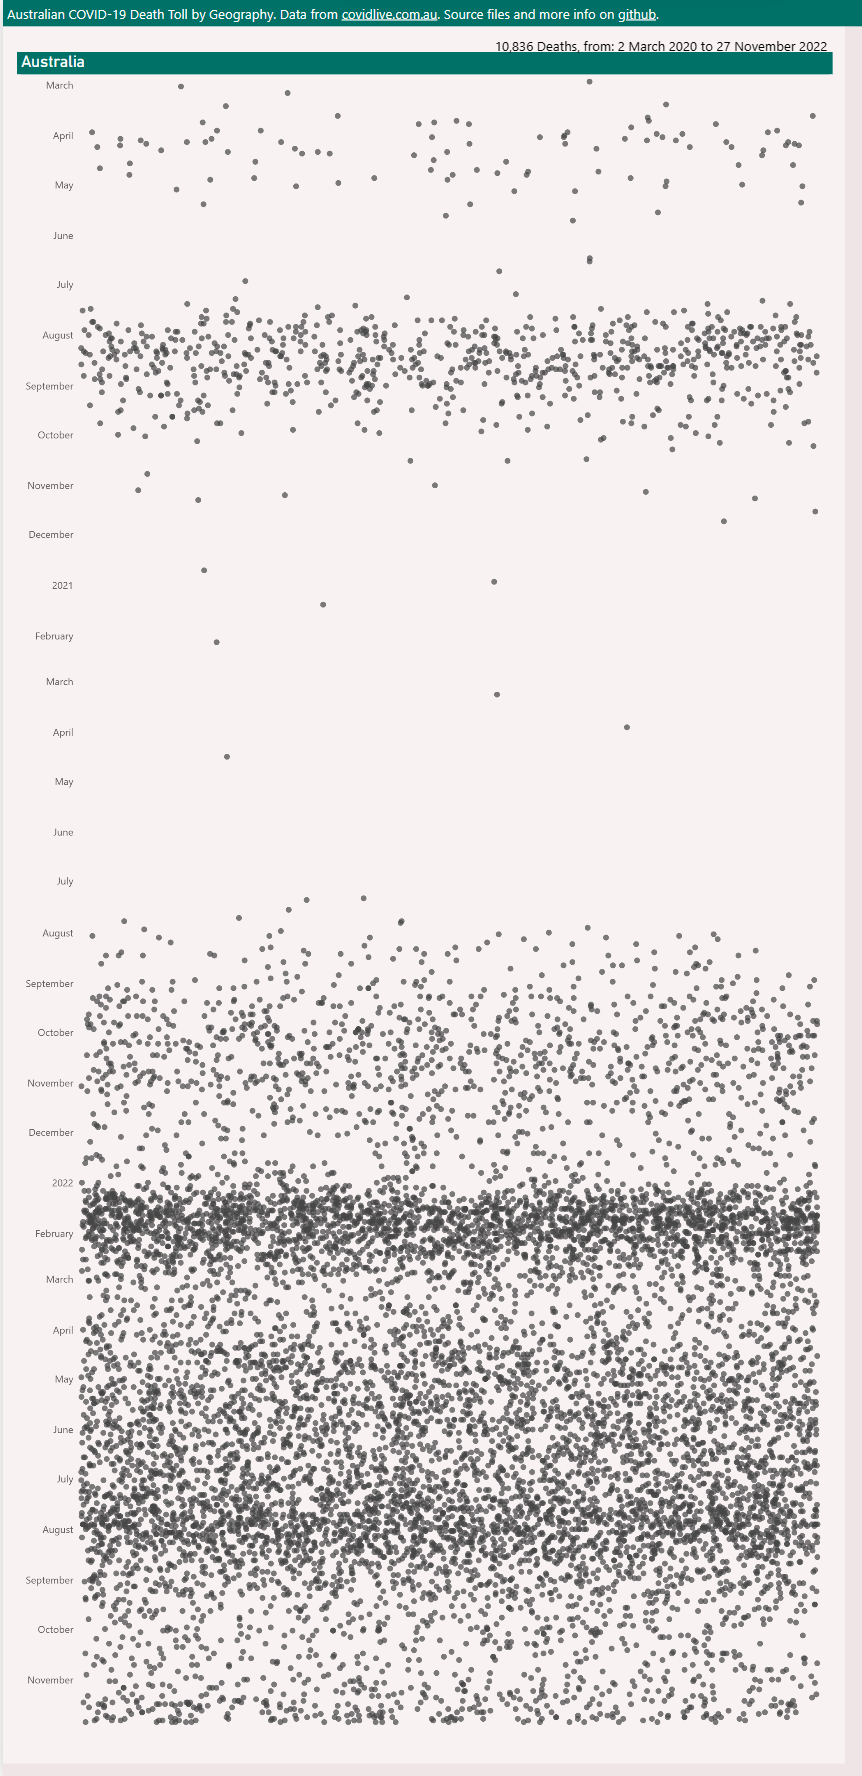 Australian COVID-19 Death Toll by Geography. Data from covidlive.com.au. Source files and more info on github.
10,836 Deaths, from: 2 March 2020 to 27 November 2022
Australia
March
April
May
June
July
August
September
October
November
December
2021
February
March
April
May
June
July
August
September
October
November
December
2022
February
March
April
May
June
July
August
September
October
November